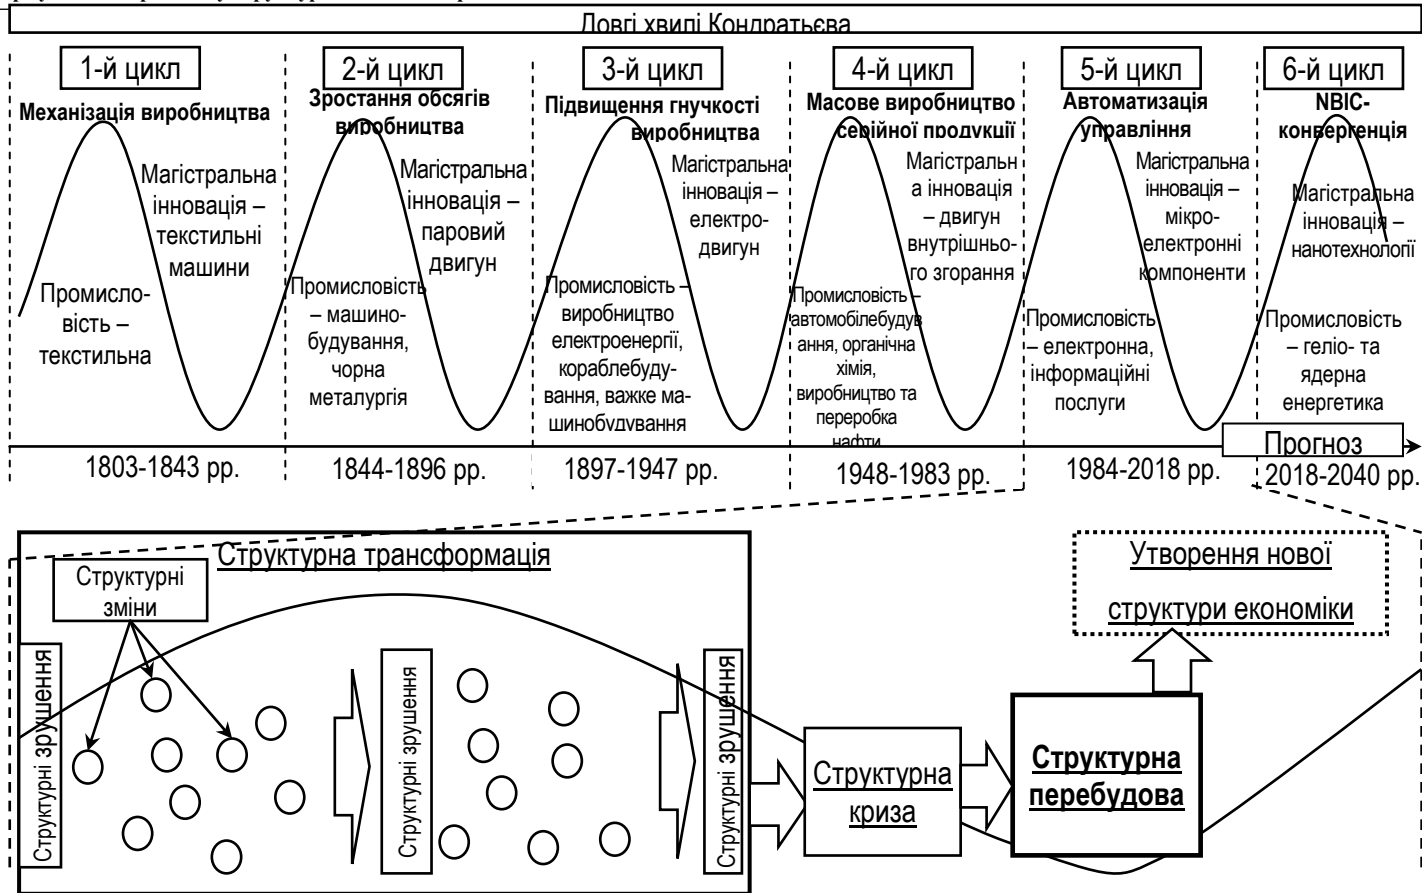 Довгі хвилі Кондратьєва
1-й цикл
Механізація виробництва
Магістральна
інновація –
текстильні
машини
Промисло-
вість –
текстильна
1803-1843 рр.
2-й цикл
Зростання обсягів
виробництва
Магістральна
інновація –
паровий
двигун
Промисловість
– машино-
будування,
чорна
металургія
1844-1896 рр.
3-й цикл
Підвищення гнучкості
виробництва
Магістральна
інновація –
електро-
двигун
Промисловість –
виробництво
електроенергії,
кораблебуду-
вання, важке ма-
шинобудування
1897-1947 рр.
4-й цикл
Масове виробництво
серійної продукції
Магістральн
а інновація
– двигун
внутрішньо-
го згорання
Промисловість –
автомобілебудув
ання, органічна
хімія,
виробництво та
переробка
нафти
1948-1983 рр.
5-й цикл
Автоматизація
управління
Магістральна
інновація –
мікро-
електронні
компоненти
Промисловість
– електронна,
інформаційні
послуги
1984-2018 рр.
6-й цикл
NBIC-
конвергенція
Магістральна
інновація –
нанотехнології
Промисловість
– геліо- та
ядерна
енергетика
Прогноз
2018-2040 рр.
Структурна трансформація
Структурні
зміни
Структурні зрушення
Структурні зрушення
Структурні зрушення
Структурна
криза
Структурна
перебудова
Утворення нової
структури економіки